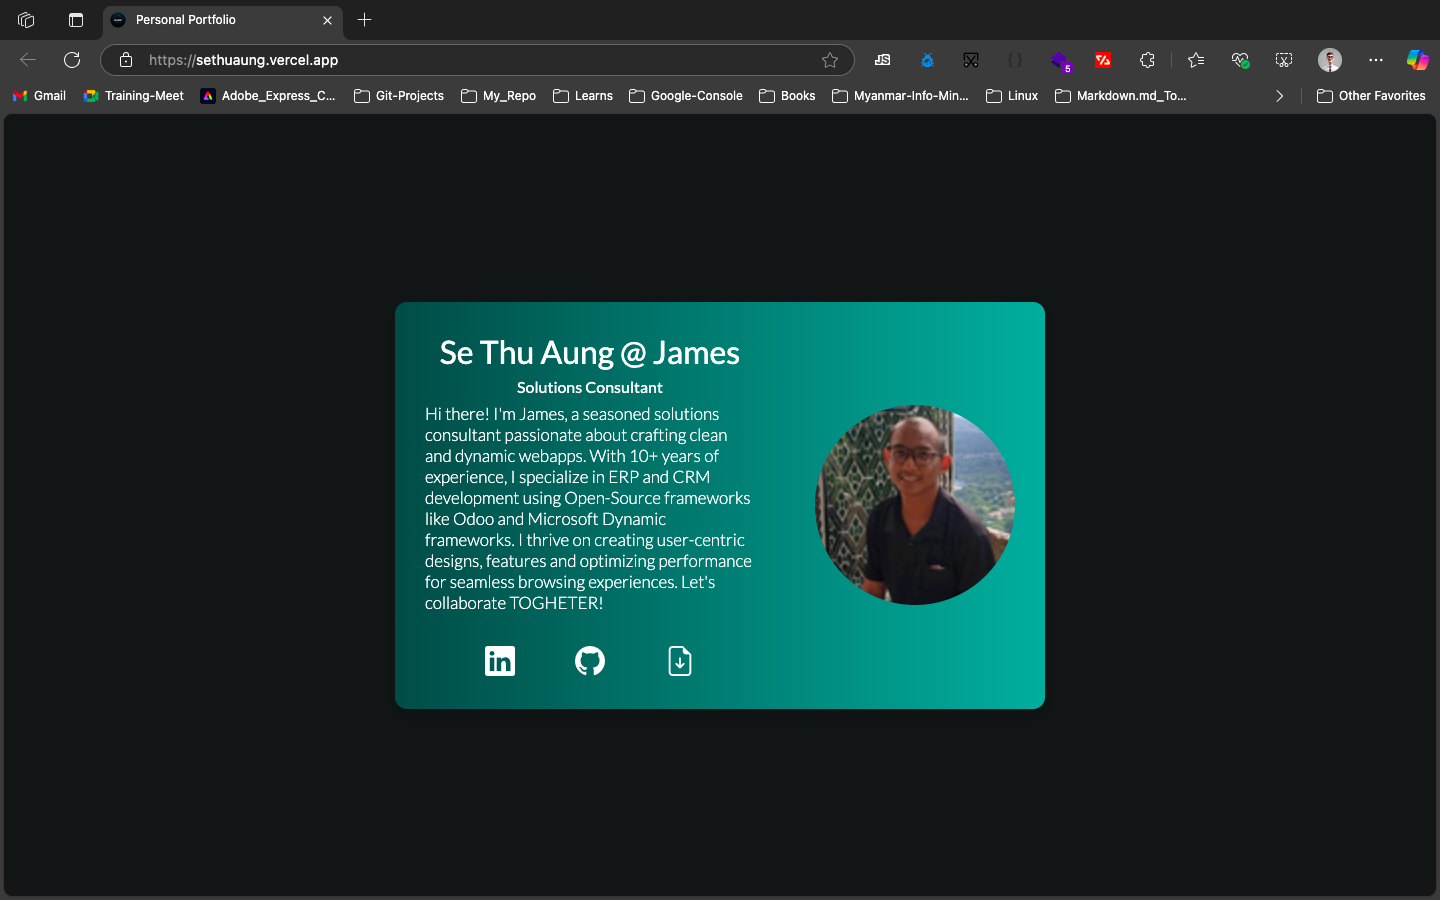 Personal Portfolio
https://sethuaung.vercel.app
JS
5
Gmail
Training-Meet
Adobe_Express_C...
Git-Projects
My_Repo
Learns
Google-Console
Books
Myanmar-Info-Min...
Linux
Markdown.md_To...
Other Favorites
Se Thu Aung @ James
Solutions Consultant
Hi there! I'm James, a seasoned solutions
consultant passionate about crafting clean
and dynamic webapps. With 10+ years of
experience, I specialize in ERP and CRM
development using Open-Source frameworks
like Odoo and Microsoft Dynamic
frameworks. I thrive on creating user-centric
designs, features and optimizing performance
for seamless browsing experiences. Let's
collaborate TOGHETER!
in